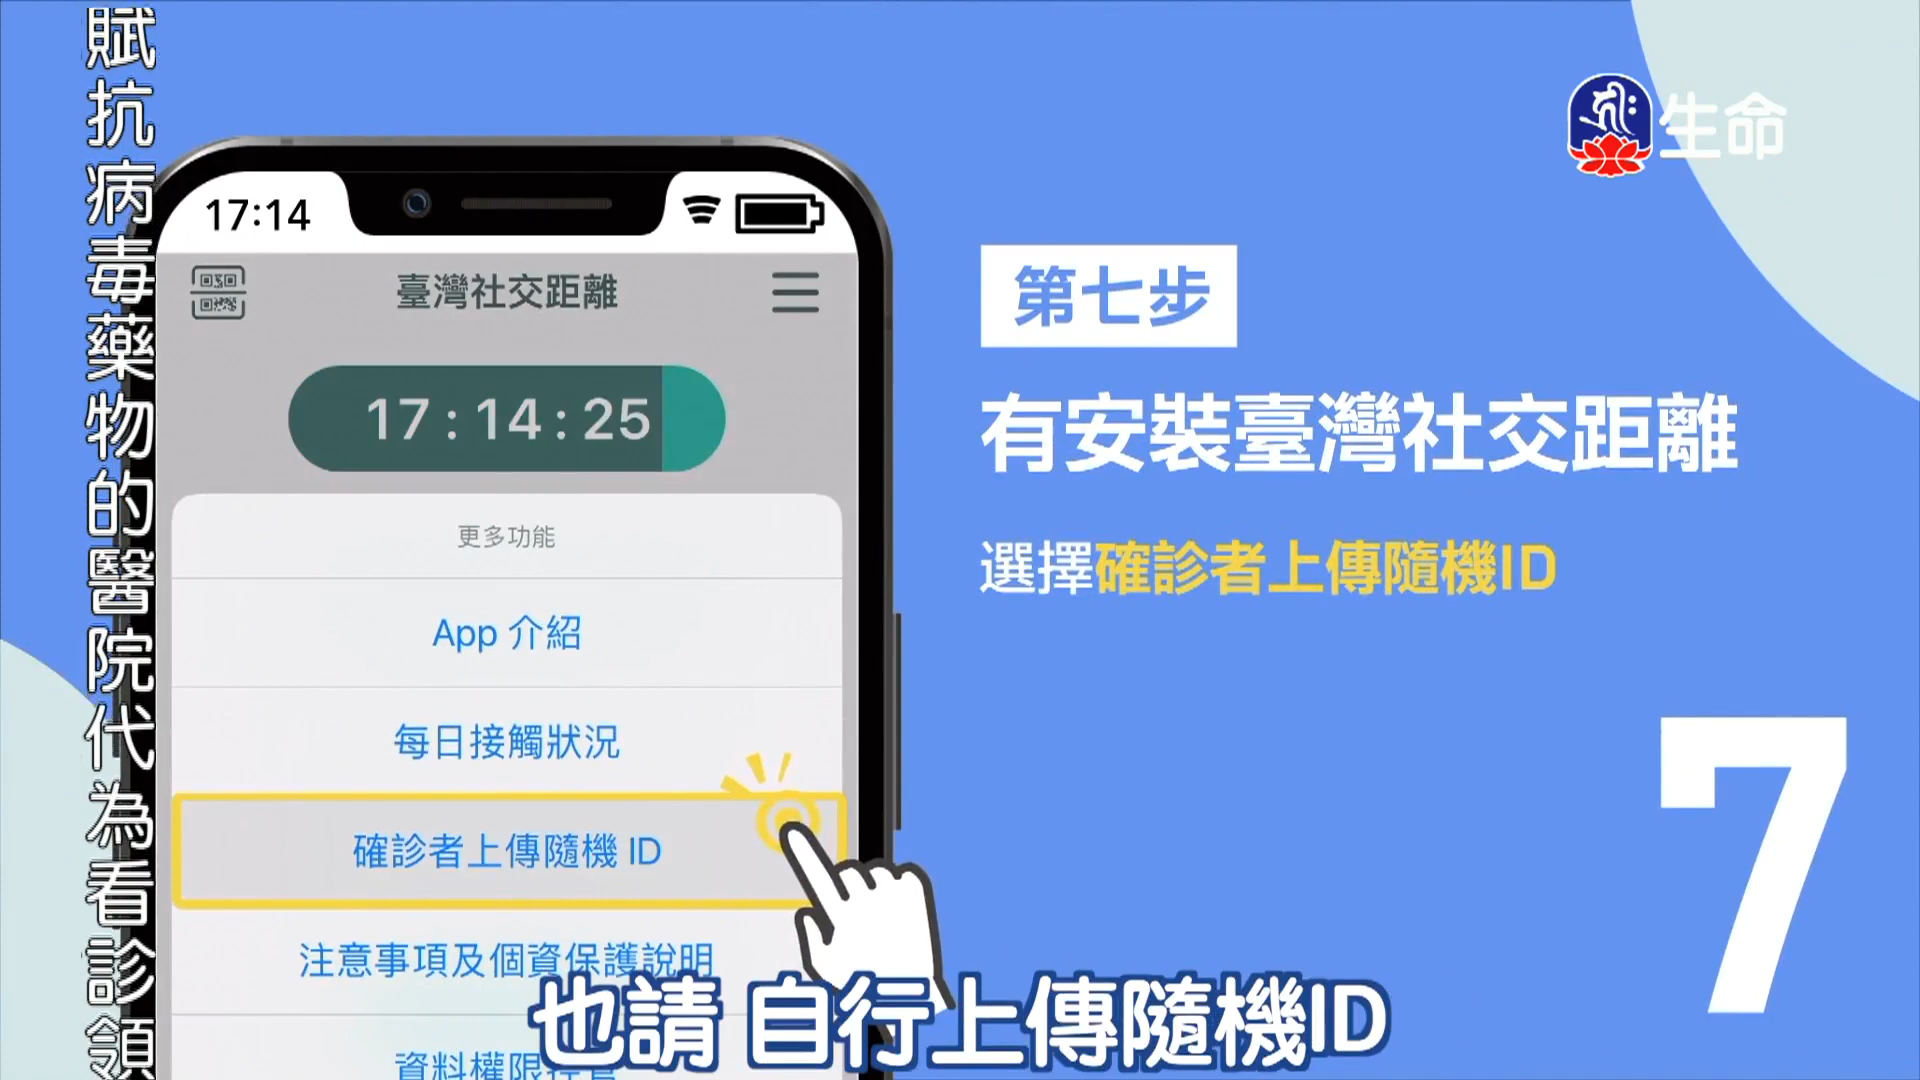 賦抗病毒藥物的醫院代為看診領
生命
17:14
臺灣社交距離
17:14:25
更多功能
App 介紹
每日接觸狀況
確診者上傳隨機 ID
注意事項及個資保護說明
第七步
有安裝臺灣社交距離
選擇確診者上傳隨機ID
7
也請 自行上傳隨機ID